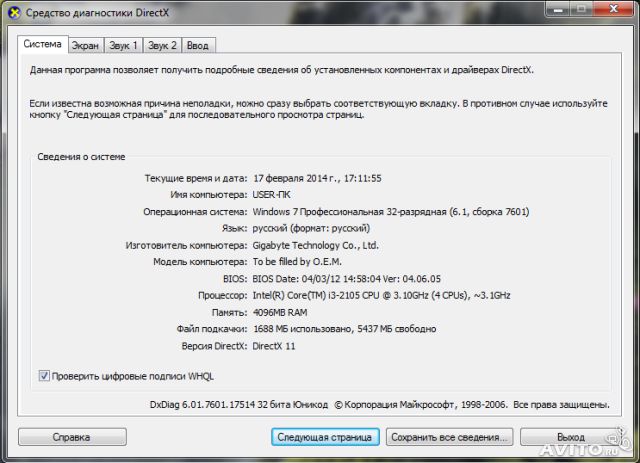 Средство диагностики DirectX
Система Экран Звук 1 Звук 2 Ввод
Данная программа позволяет получить подробные сведения об установленных компонентах и драйверах DirectX.
Если известна возможная причина неполадки, можно сразу выбрать соответствующую вкладку. В противном случае используйте
кнопку "Следующая страница" для последовательного просмотра страниц.
Сведения о системе
Текущие время и дата: 17 февраля 2014 г., 17:11:55
Имя компьютера: USER-ПК
Операционная система: Windows 7 Профессиональная 32-разрядная (6.1, сборка 7601)
Язык: русский (формат: русский)
Изготовитель компьютера: Gigabyte Technology Co., Ltd.
Модель компьютера: To be filled by O.E.M.
BIOS: BIOS Date: 04/03/12 14:58:04 Ver: 04.06.05
Процессор: Intel(R) Core(TM) i3-2105 CPU @ 3.10GHz (4 CPUs), ~3.1GHz
Память: 4096MB RAM
Файл подкачки: 1688 МБ использовано, 5437 МБ свободно
Версия DirectX: DirectX 11
Проверить цифровые подписи WHQL
DxDiag 6.01.7601.17514 32 бита Юникод © Корпорация Майкрософт, 1998-2006. Все права защищены.
Справка Следующая страница Сохранить все сведения... Выход
AVITO.RU